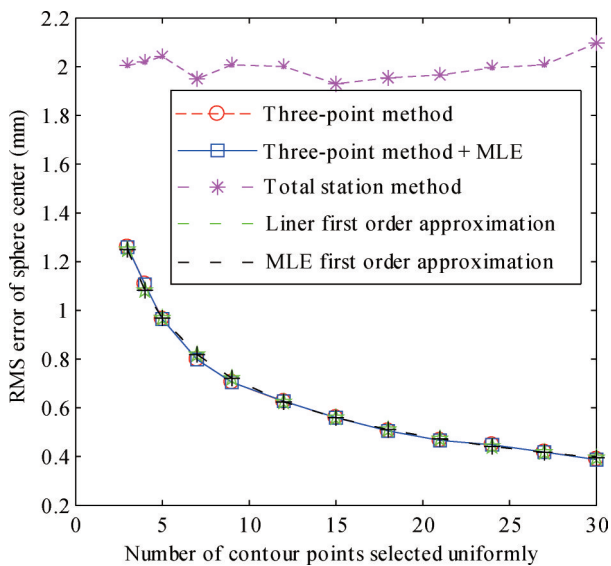 2.2
2
1.8
1.6
1.4
1.2
1
0.8
0.6
0.4
0.2
RMS error of sphere center (mm)
Three-point method
Three-point method + MLE
Total station method
Liner first order approximation
MLE first order approximation
0 5 10 15 20 25 30
Number of contour points selected uniformly